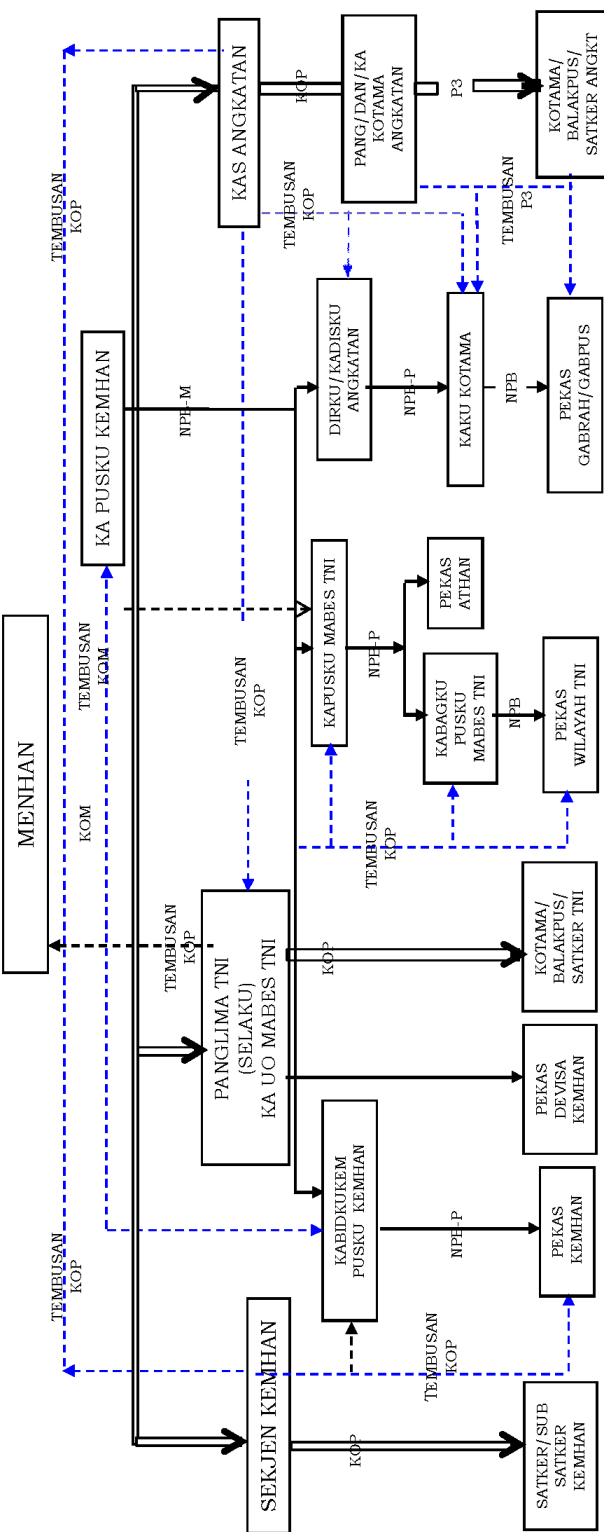 MENHAN
TEMBUSAN
KOP
KOM
TEMBUSAN
KOM
KA PUSKU KEMHAN
TEMBUSAN
KOP
TEMBUSAN
KOP
NPB-M
SEKJEN KEMHAN
PANGLIMA TNI
(SELAKU)
KA UO MABES TNI
TEMBUSAN
KOP
KAS ANGKATAN
TEMBUSAN
KOP
KOP
KOP
KOP
KABIDKUKEM
PUSKU KEMHAN
KAPUSKU MABES TNI
DIRKU/KADISKU
ANGKATAN
PANG/DAN/KA
KOTAMA
ANGKATAN
TEMBUSAN
KOP
NPB-P
TEMBUSAN
KOP
NPB-P
NPB-P
P3
KABAGKU
PUSKU
MABES TNI
PEKAS
ATHAN
KAKU KOTAMA
TEMBUSAN
P3
NPB
NPB
SATKER/SUB
SATKER
KEMHAN
PEKAS
KEMHAN
PEKAS
DEVISA
KEMHAN
KOTAMA/
BALAKPUS/
SATKER TNI
PEKAS
WILAYAH TNI
PEKAS
GABRAH/GABPUS
KOTAMA/
BALAKPUS/
SATKER ANGKT